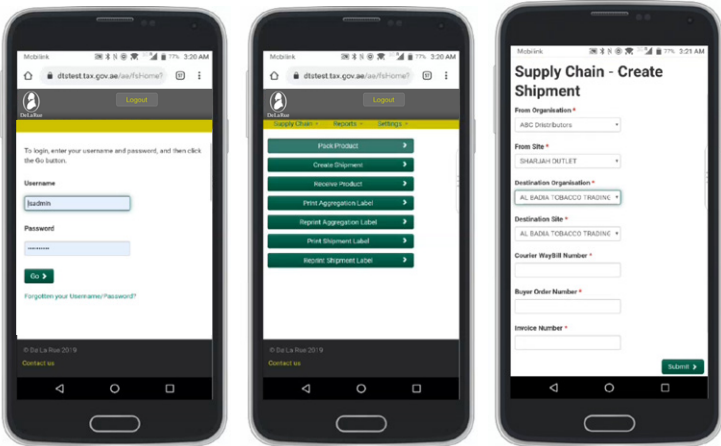 Mobilink
77% 3:20 AM
dtstest.tax.gov.ae/aa/fsHome?
DeLaRue
Logout
To login, enter your username and password, and then click
the Go button.
Username
lsadmin
Password
Go
Forgotten your Username/Password?
© De La Rue 2019
Contact us
Mobilink
77% 3:20 AM
dtstest.tax.gov.ae/aa/fsHome?
DeLaRue
Logout
Supply Chain Reports Settings
Pack Product
Create Shipment
Receive Product
Print Aggregation Label
Reprint Aggregation Label
Print Shipment Label
Reprint Shipment Label
© De La Rue 2019
Contact us
Mobilink
77% 3:21 AM
Supply Chain - Create
Shipment
From Organisation *
ABC Distributors
From Site *
SHARJAH OUTLET
Destination Organisation *
AL BADIA TOBACCO TRADING
Destination Site *
AL BADIA TOBACCO TRADING
Courier WayBill Number *
Buyer Order Number *
Invoice Number *
Submit